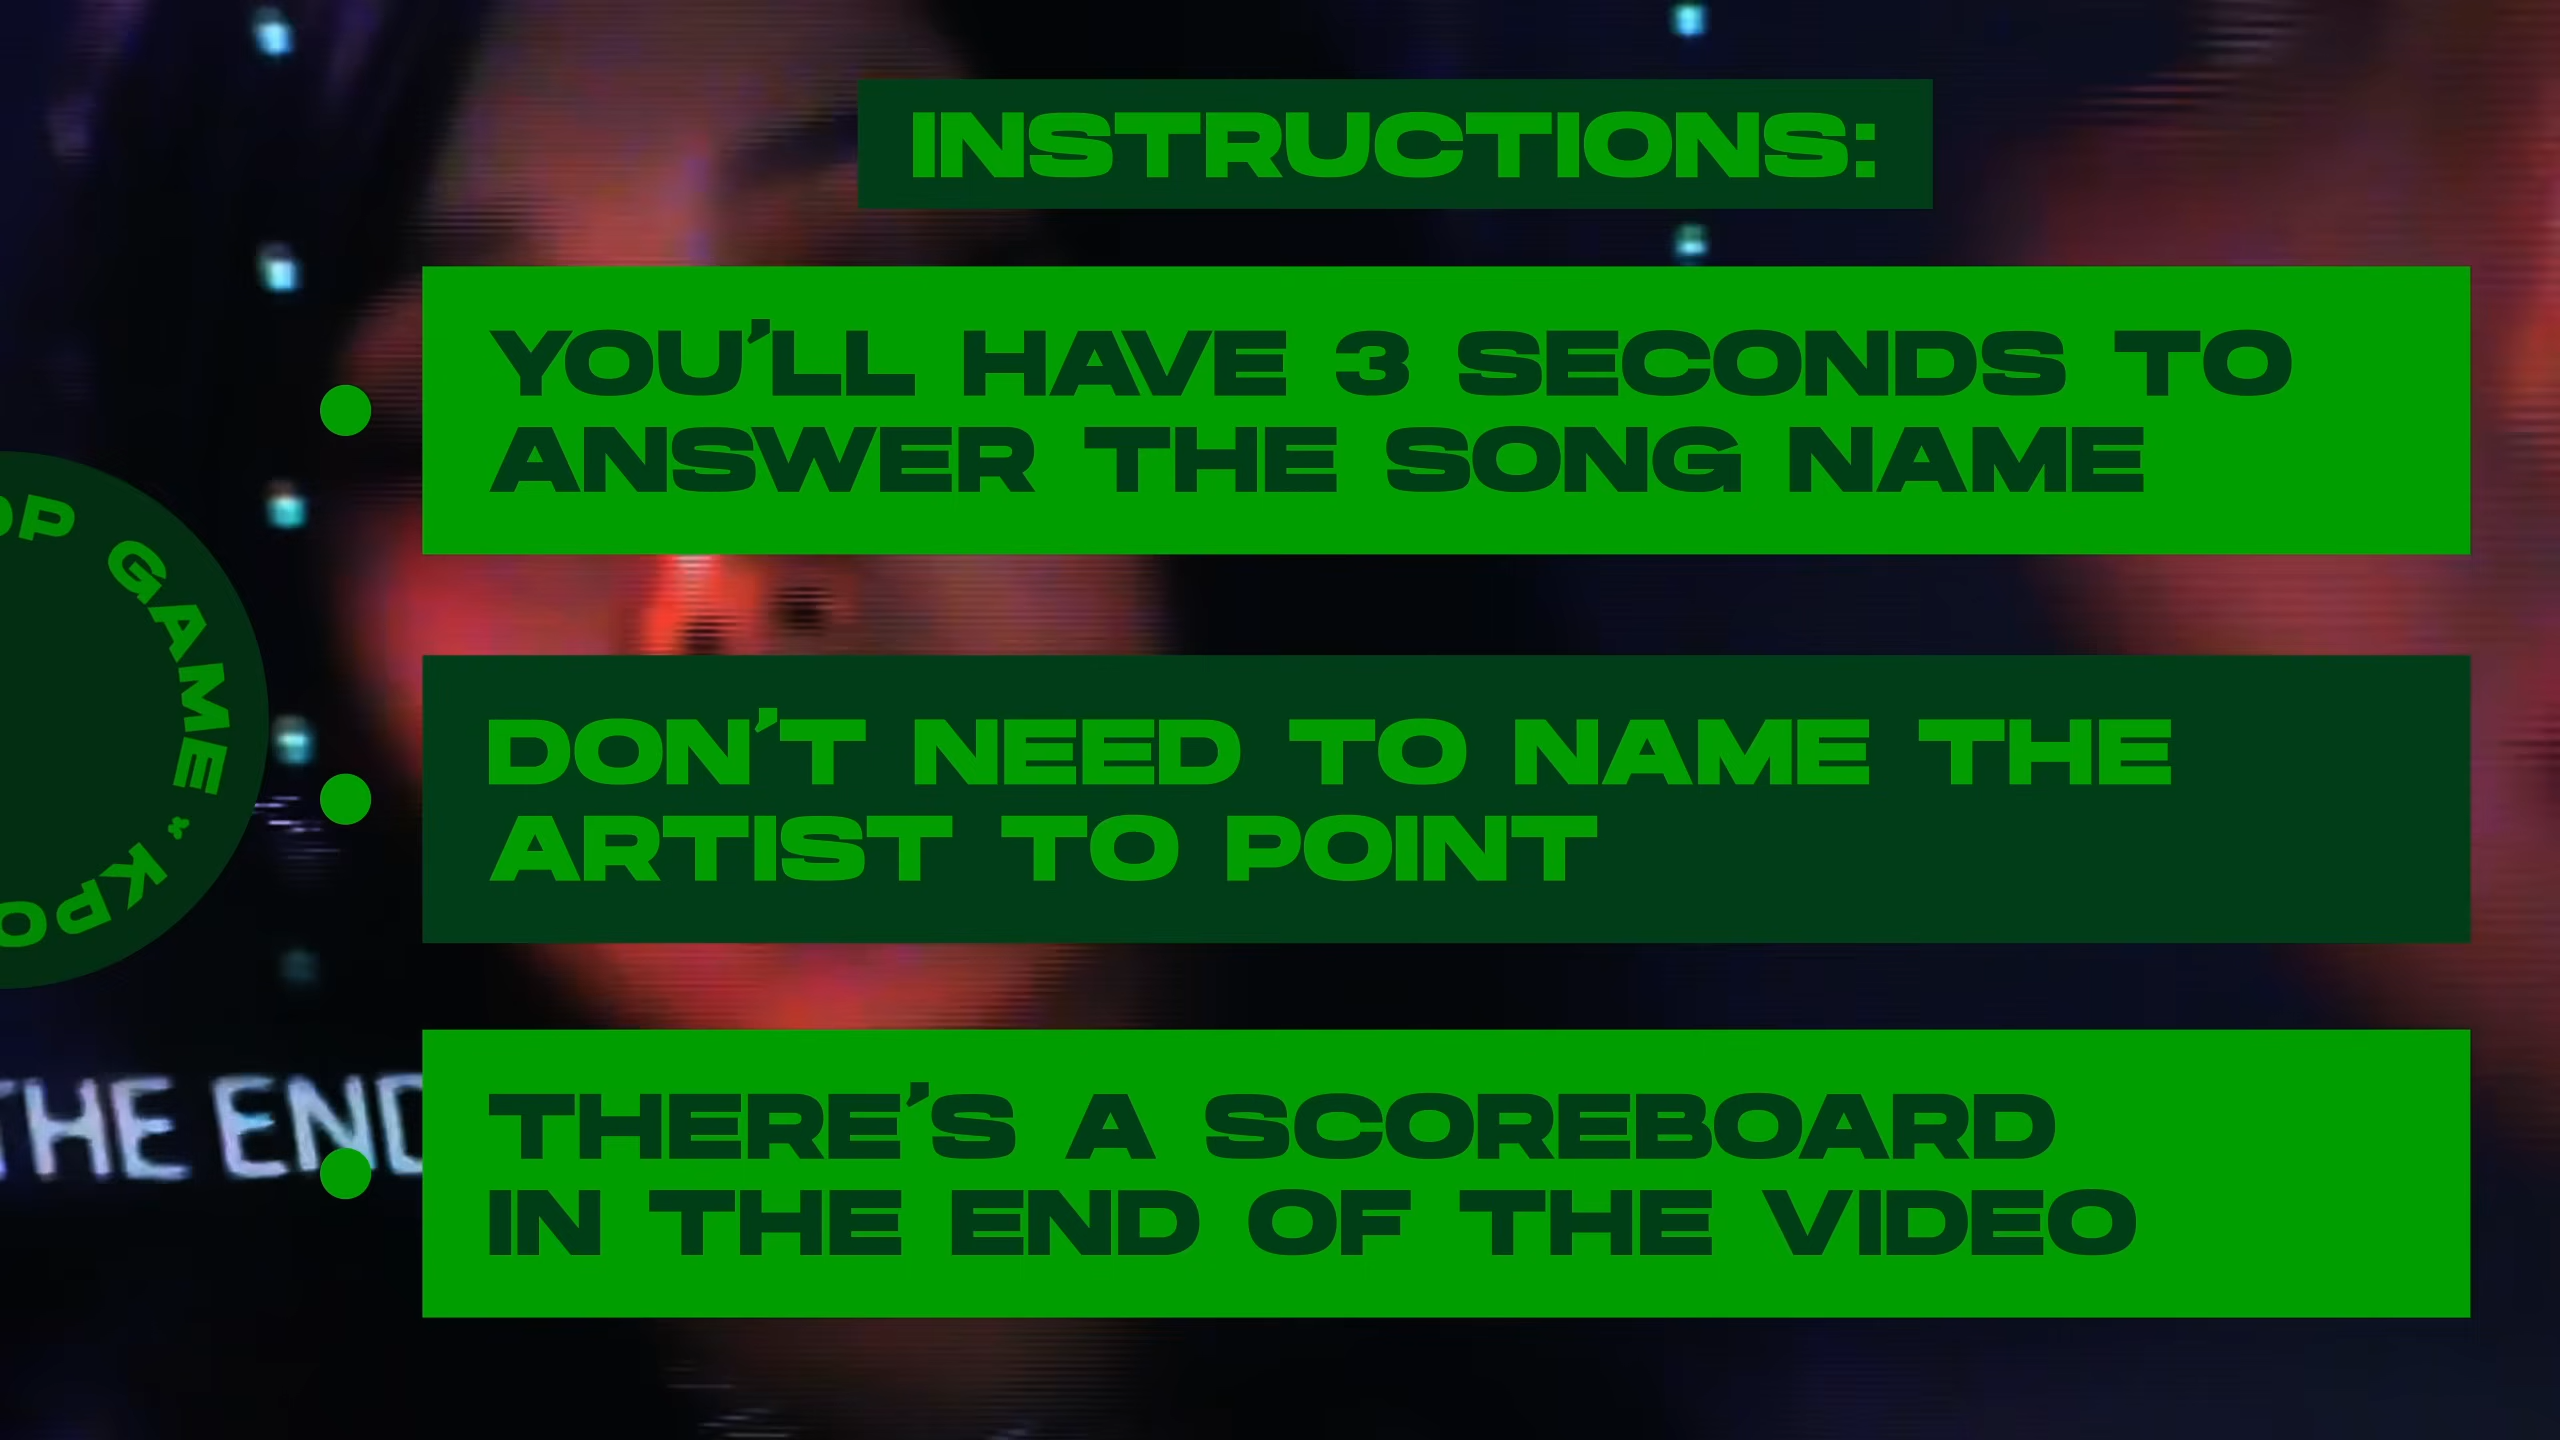 INSTRUCTIONS:
YOU'LL HAVE 3 SECONDS TO
ANSWER THE SONG NAME
DON'T NEED TO NAME THE
ARTIST TO POINT
THERE'S A SCOREBOARD
IN THE END OF THE VIDEO
GAME
THE END